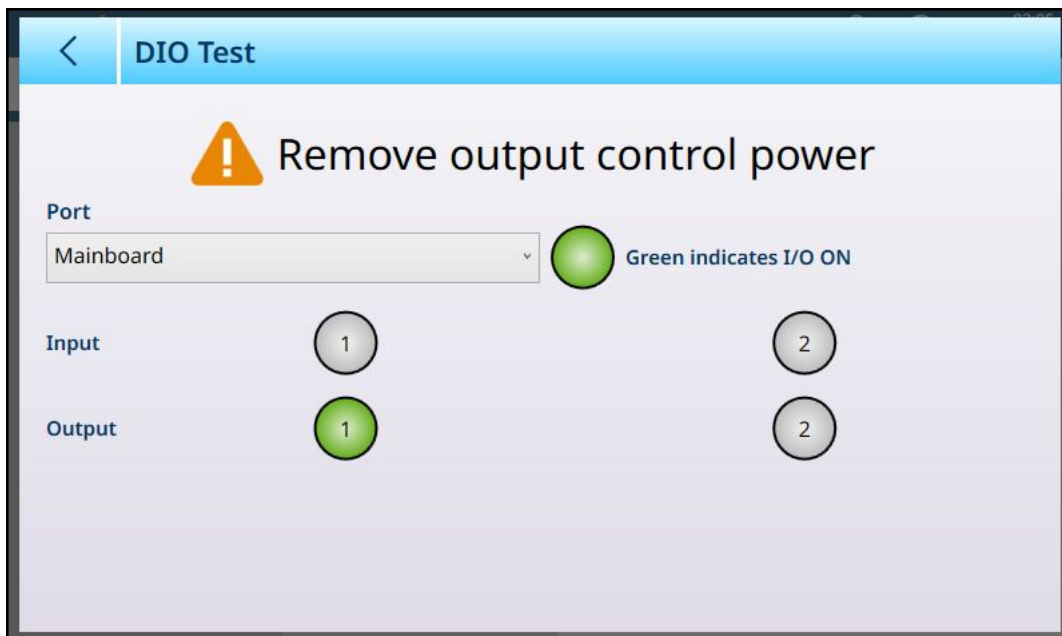 DIO Test
Remove output control power
Port
Mainboard
Green indicates I/O ON
Input 1 2
Output 1 2